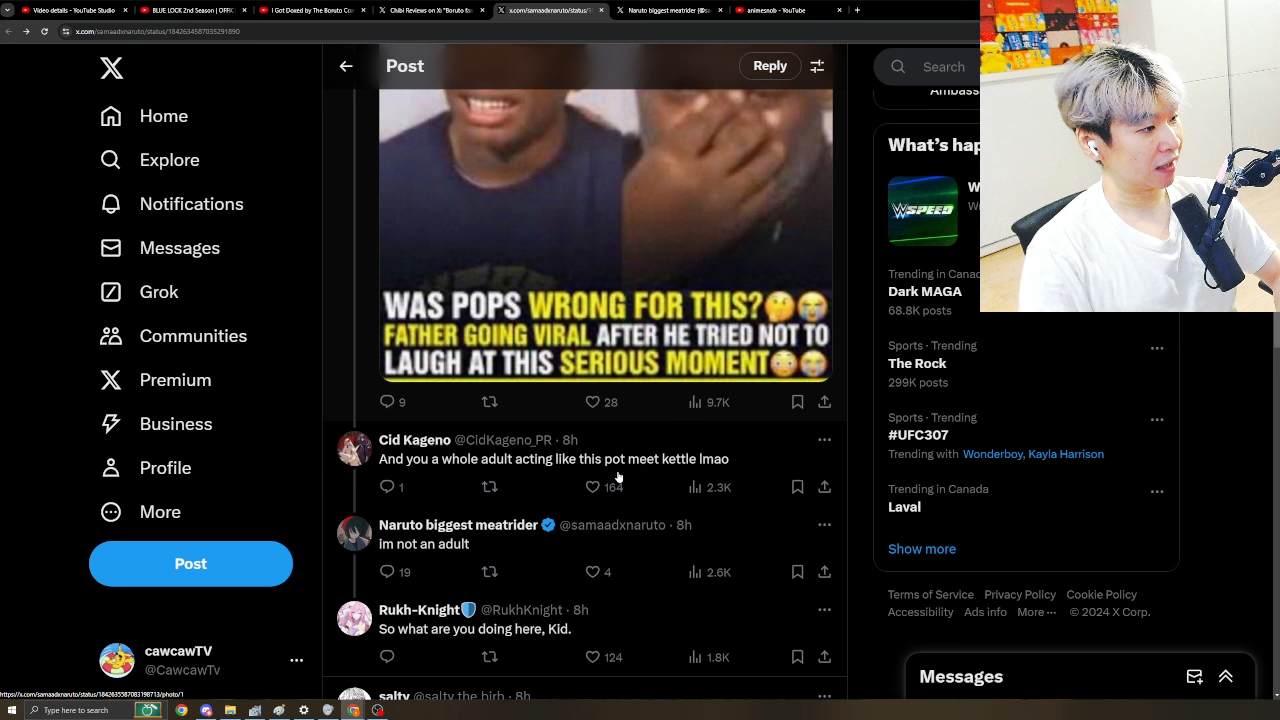 Video details - YouTube Studio
BLUE LOCK 2nd Season | OFFIC
I Got Doxed by The Boruto Con
Chibi Reviews on X: "Boruto fa
x.com/samaadxnaruto/status/1
Naruto biggest meatrider (@sa
animesnob - YouTube
x.com/samaadxnaruto/status/1842634587035291890
Post
Reply
Search
Ambass
Home
Explore
Notifications
Messages
Grok
Communities
Premium
Business
Profile
More
Post
cawcawTV
@CawcawTv
WAS POPS WRONG FOR THIS?🤔😭
FATHER GOING VIRAL AFTER HE TRIED NOT TO
LAUGH AT THIS SERIOUS MOMENT😳😭
9 28 9.7K
Cid Kageno @CidKageno_PR · 8h
And you a whole adult acting like this pot meet kettle lmao
1 164 2.3K
Naruto biggest meatrider @samaadxnaruto · 8h
im not an adult
19 4 2.6K
Rukh-Knight🛡️ @RukhKnight · 8h
So what are you doing here, Kid.
124 1.8K
salty @salty_the_birb · 8h
What's hap
W
SPEED
W
Trending in Canad
Dark MAGA
68.8K posts
Sports · Trending
The Rock
299K posts
Sports · Trending
#UFC307
Trending with Wonderboy, Kayla Harrison
Trending in Canada
Laval
Show more
Terms of Service Privacy Policy Cookie Policy
Accessibility Ads info More ··· © 2024 X Corp.
Messages
https://x.com/samaadxnaruto/status/1842635587083198713/photo/1
Type here to search